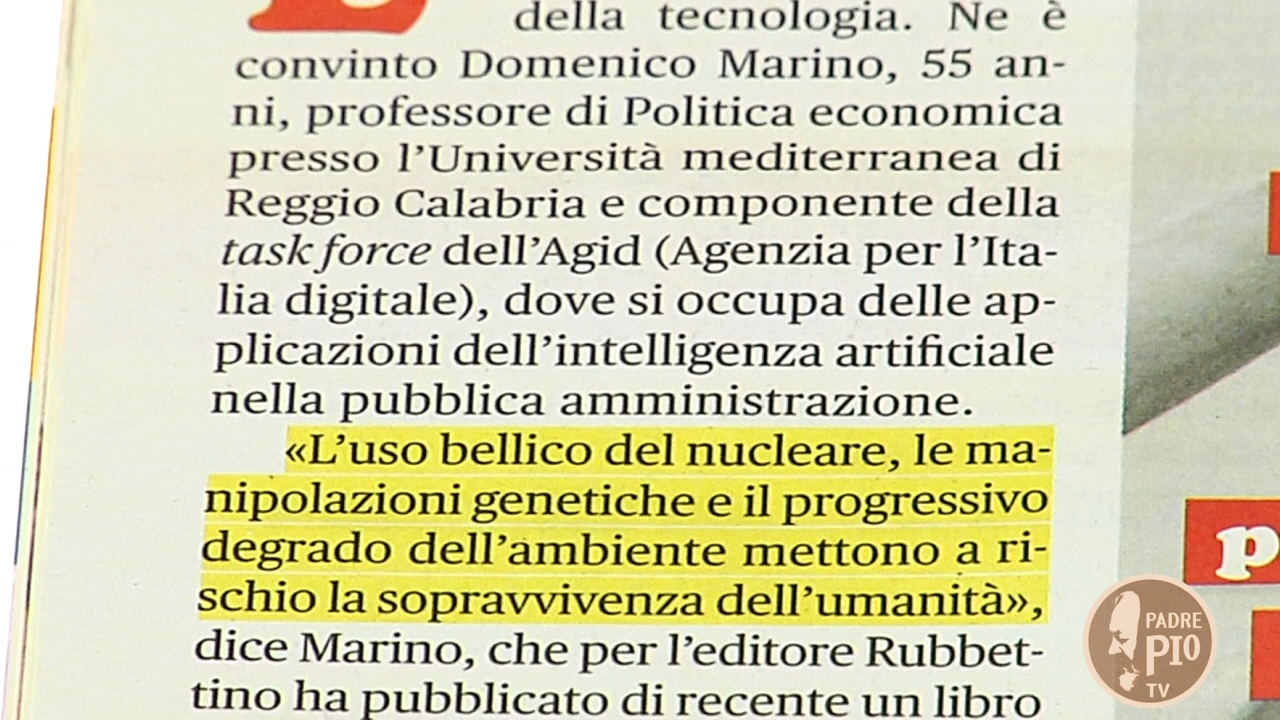 della tecnologia. Ne è
convinto Domenico Marino, 55 an-
ni, professore di Politica economica
presso l'Università mediterranea di
Reggio Calabria e componente della
task force dell'Agid (Agenzia per l'Ita-
lia digitale), dove si occupa delle ap-
plicazioni dell'intelligenza artificiale
nella pubblica amministrazione.
«L'uso bellico del nucleare, le ma-
nipolazioni genetiche e il progressivo
degrado dell'ambiente mettono a ri-
schio la sopravvivenza dell'umanità»,
dice Marino, che per l'editore Rubbet-
tino ha pubblicato di recente un libro
p
PADRE
PIO
TV